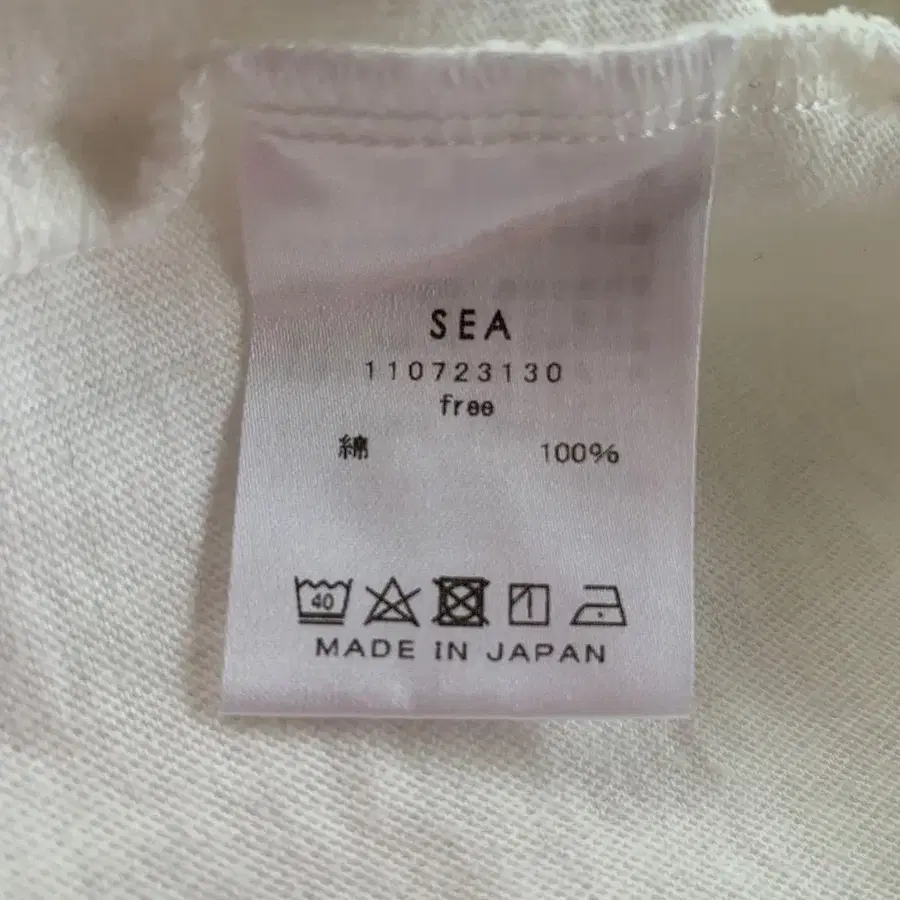 SEA
110723130
free
綿 100%
40
MADE IN JAPAN